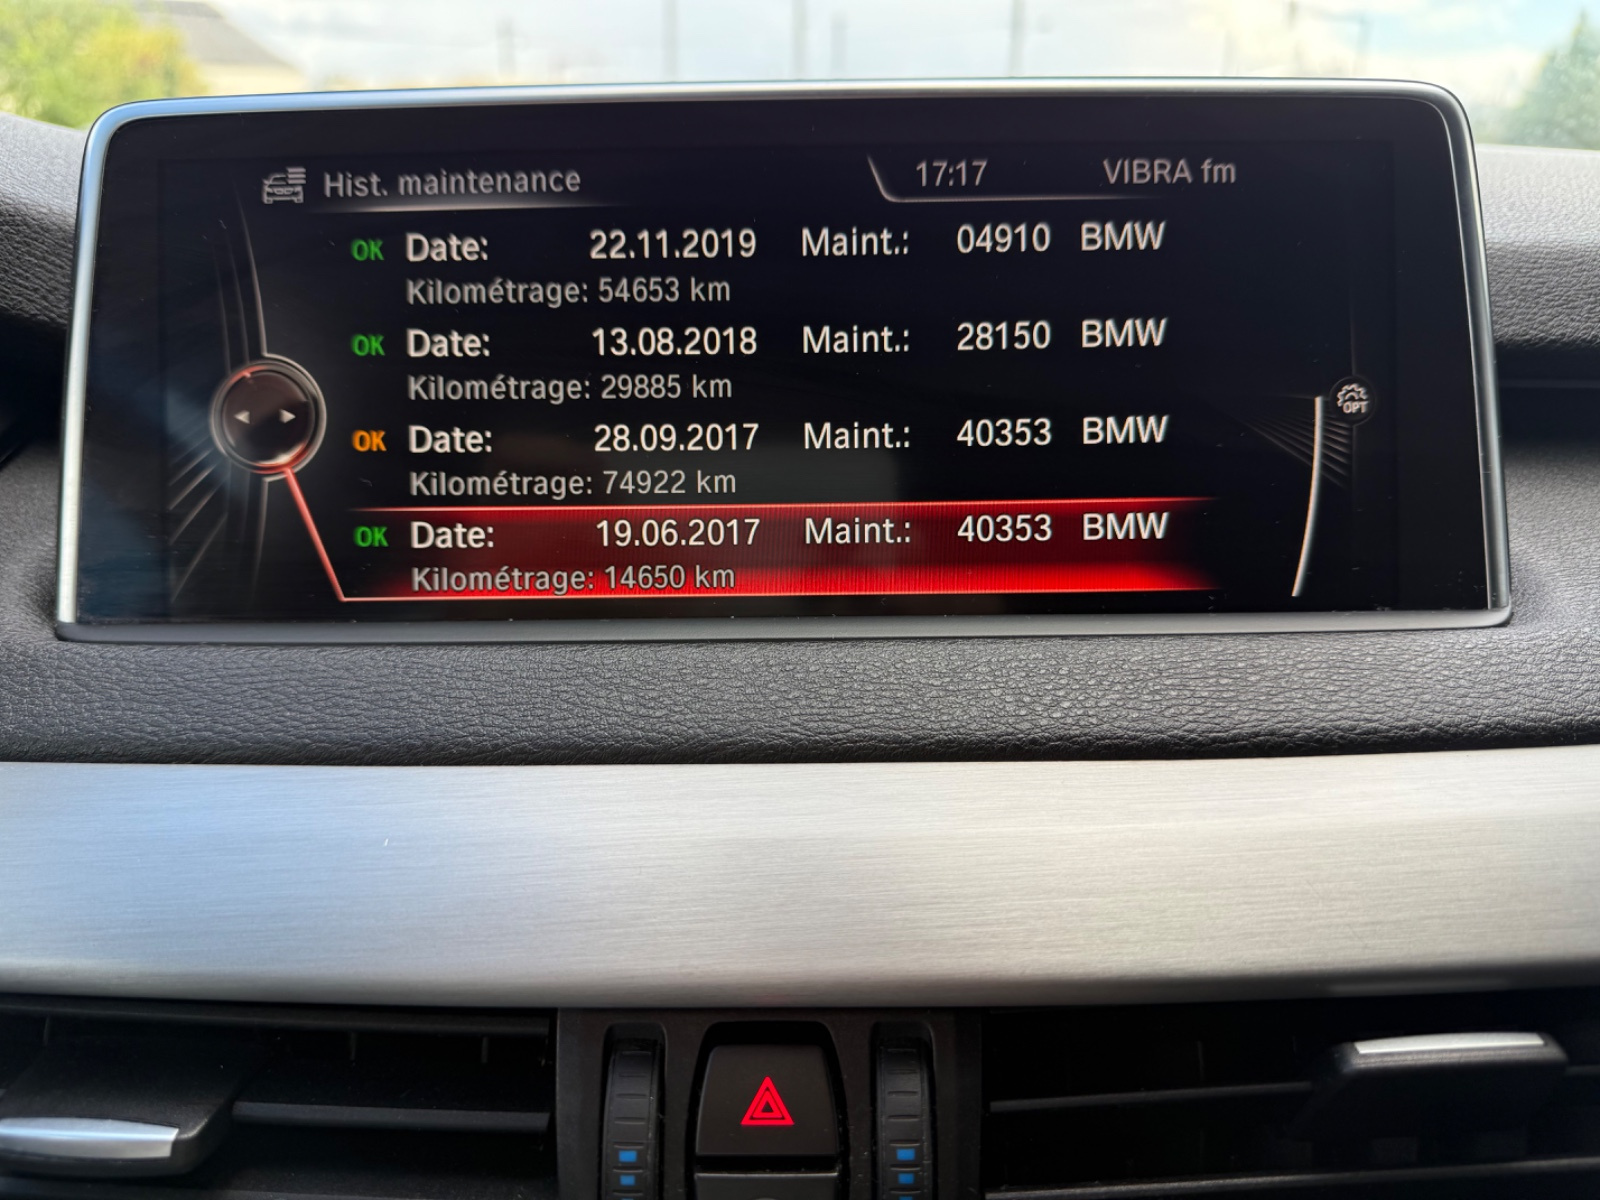 Hist. maintenance 17:17 VIBRA fm
OK Date: 22.11.2019 Maint.: 04910 BMW
Kilométrage: 54653 km
OK Date: 13.08.2018 Maint.: 28150 BMW
Kilométrage: 29885 km
OK Date: 28.09.2017 Maint.: 40353 BMW
Kilométrage: 74922 km
OK Date: 19.06.2017 Maint.: 40353 BMW
Kilométrage: 14650 km
OPT